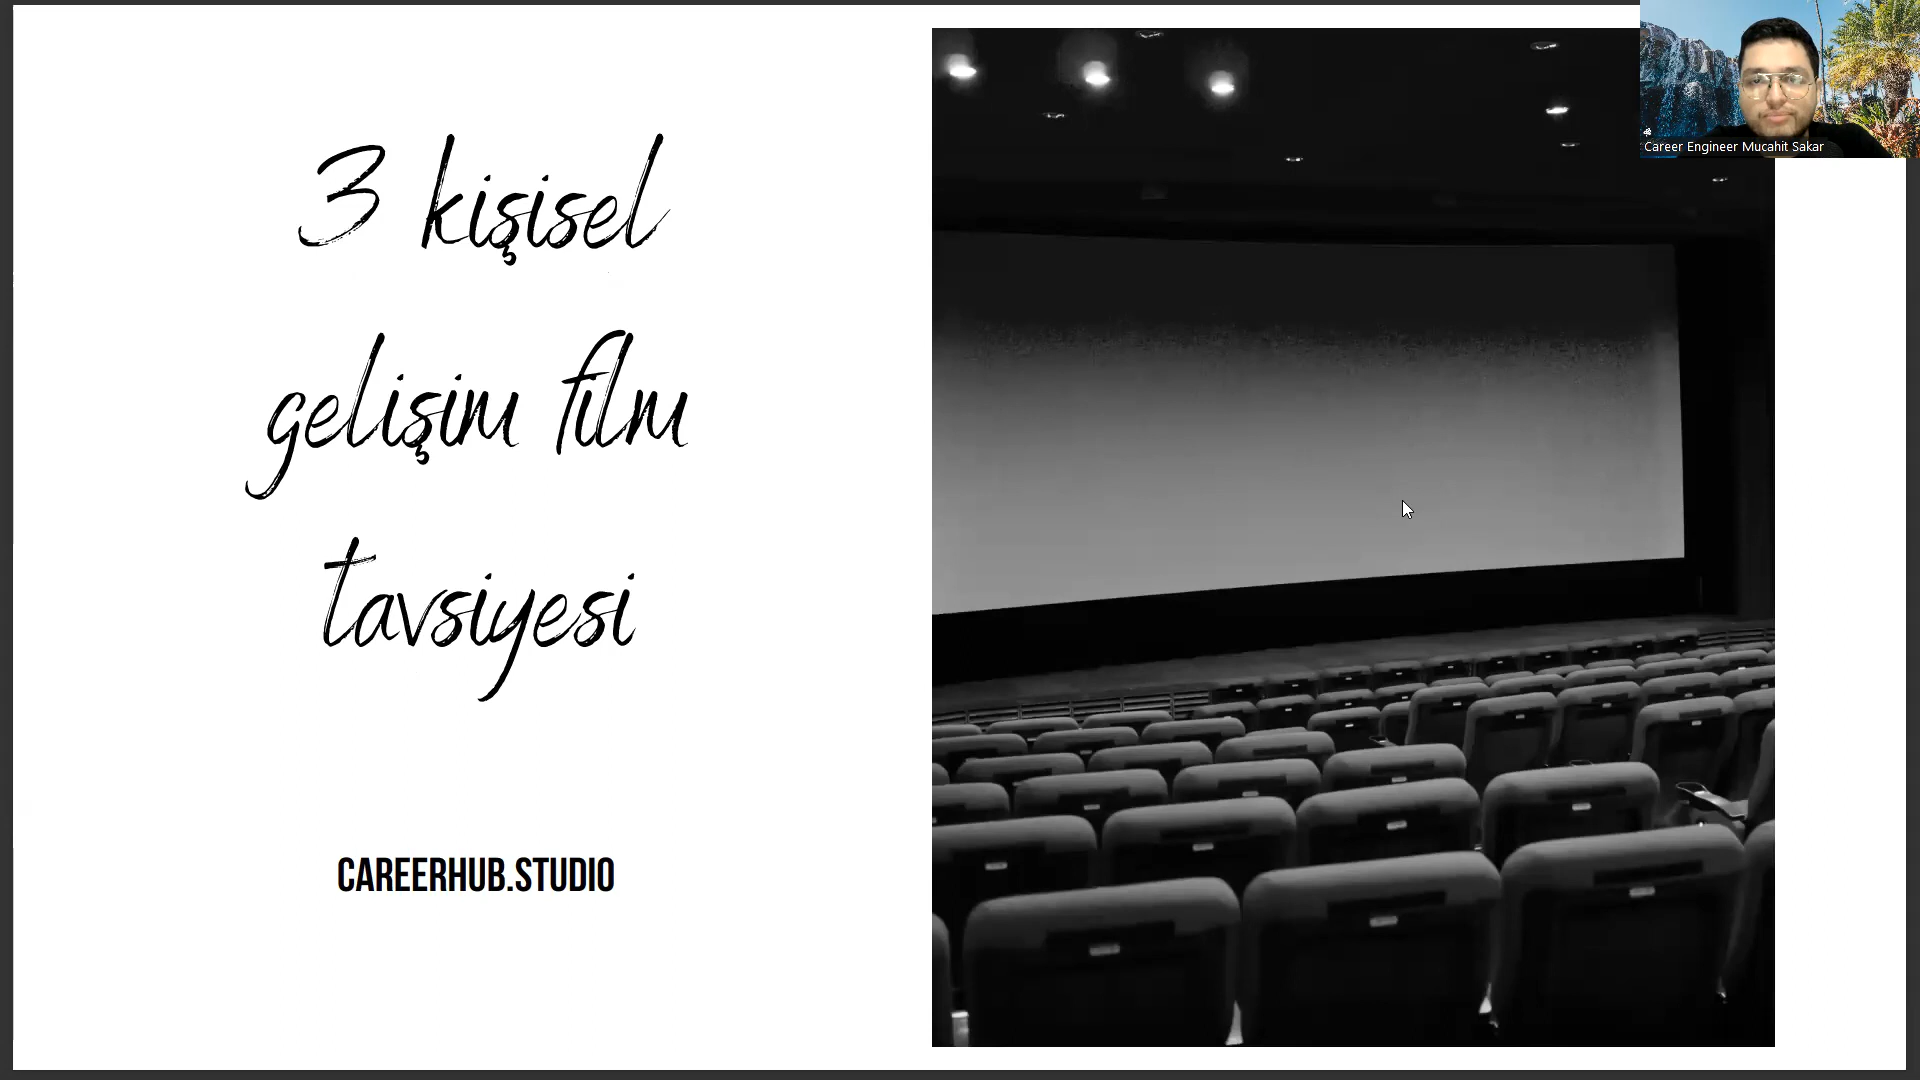 3 kişisel
gelişim film
tavsiyesi
CAREERHUB.STUDIO
Career Engineer Mucahit Sakar